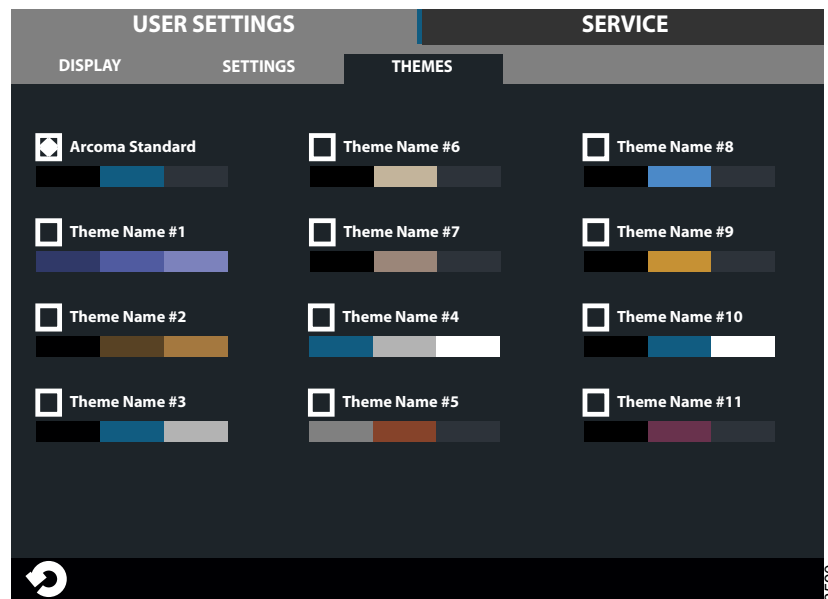 USER SETTINGS SERVICE
DISPLAY SETTINGS THEMES
Arcoma Standard Theme Name #6 Theme Name #8
Theme Name #1 Theme Name #7 Theme Name #9
Theme Name #2 Theme Name #4 Theme Name #10
Theme Name #3 Theme Name #5 Theme Name #11